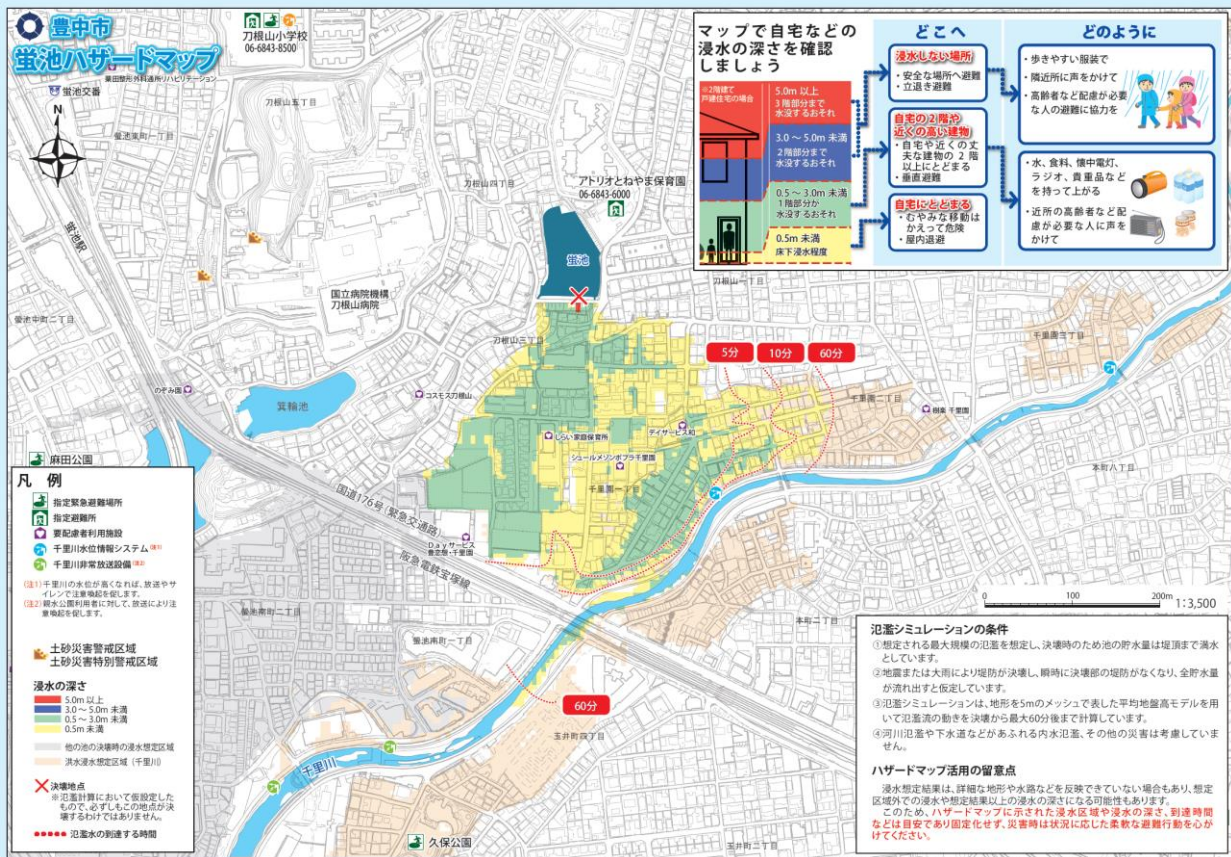 豊中市
蛍池ハザードマップ
刀根山小学校
06-6843-8500
栗田整形外科通所リハビリテーション
蛍池交番
N
蛍池東町一丁目
刀根山五丁目
刀根山四丁目
アトリオとねやま保育園
06-6843-6000
蛍池
蛍池駅
国立病院機構
刀根山病院
蛍池中町二丁目
刀根山三丁目
刀根山一丁目
のぞみ園
箕輪池
コスモス刀根山
5分
10分
60分
千里園三丁目
千里園二丁目
樹楽 千里園
しらい家庭保育所
デイサービス和
シュールメゾンポプラ千里園
千里園一丁目
本町八丁目
麻田公園
国道176号(緊急交通路)
阪急電鉄宝塚線
Dayサービス
豊空館・千里園
蛍池南町二丁目
蛍池南町一丁目
本町二丁目
60分
玉井町四丁目
千里川
久保公園
玉井町二丁目
マップで自宅などの
浸水の深さを確認
しましょう
※2階建て
戸建住宅の場合
5.0m 以上
3階部分まで
水没するおそれ
3.0~5.0m 未満
2階部分まで
水没するおそれ
0.5~3.0m 未満
1階部分が
水没するおそれ
0.5m 未満
床下浸水程度
どこへ
浸水しない場所
・安全な場所へ避難
・立退き避難
自宅の2階や
近くの高い建物
・自宅や近くの丈
夫な建物の 2 階
以上にとどまる
・垂直避難
自宅にとどまる
・むやみな移動は
かえって危険
・屋内退避
どのように
・歩きやすい服装で
・隣近所に声をかけて
・高齢者など配慮が必要
な人の避難に協力を
・水、食料、懐中電灯、
ラジオ、貴重品など
を持って上がる
・近所の高齢者など配
慮が必要な人に声を
かけて
凡 例
指定緊急避難場所
指定避難所
要配慮者利用施設
千里川水位情報システム(注1)
千里川非常放送設備(注2)
(注1)千里川の水位が高くなれば、放送やサ
イレンで注意喚起を促します。
(注2)親水公園利用者に対して、放送により注
意喚起を促します。
土砂災害警戒区域
土砂災害特別警戒区域
浸水の深さ
5.0m 以上
3.0~5.0m 未満
0.5~3.0m 未満
0.5m 未満
他の池の決壊時の浸水想定区域
洪水浸水想定区域(千里川)
決壊地点
※氾濫計算において仮設定した
もので、必ずしもこの地点が決
壊するわけではありません。
氾濫水の到達する時間
0 100 200m
1:3,500
氾濫シミュレーションの条件
①想定される最大規模の氾濫を想定し、決壊時のため池の貯水量は堤頂まで満水
としています。
②地震または大雨により堤防が決壊し、瞬時に決壊部の堤防がなくなり、全貯水量
が流れ出すと仮定しています。
③氾濫シミュレーションは、地形を5mのメッシュで表した平均地盤高モデルを用
いて氾濫流の動きを決壊から最大60分後まで計算しています。
④河川氾濫や下水道などがあふれる内水氾濫、その他の災害は考慮していま
せん。
ハザードマップ活用の留意点
浸水想定結果は、詳細な地形や水路などを反映できていない場合もあり、想定
区域外での浸水や想定結果以上の浸水の深さになる可能性もあります。
このため、ハザードマップに示された浸水区域や浸水の深さ、到達時間
などは目安であり固定化せず、災害時は状況に応じた柔軟な避難行動を心が
けてください。